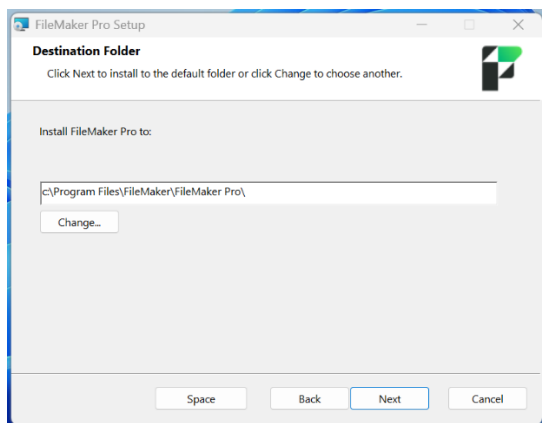 FileMaker Pro Setup
Destination Folder
Click Next to install to the default folder or click Change to choose another.
Install FileMaker Pro to:
c:\Program Files\FileMaker\FileMaker Pro\
Change...
Space Back Next Cancel